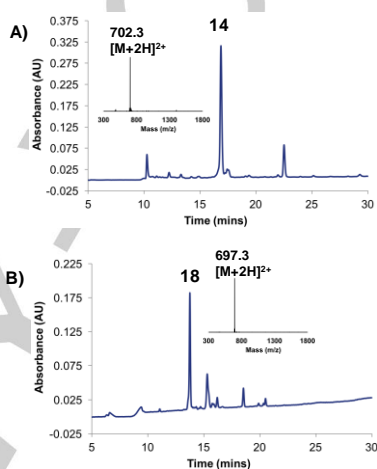 A)
0.375
0.325
0.275
0.225
0.175
0.125
0.075
0.025
-0.025
Absorbance (AU)
702.3
[M+2H]2+
14
300 800 1300 1800
Mass (m/z)
5 10 15 20 25 30
Time (mins)
B)
0.225
0.175
0.125
0.075
0.025
-0.025
Absorbance (AU)
18
697.3
[M+2H]2+
300 800 1300 1800
Mass (m/z)
5 10 15 20 25 30
Time (mins)